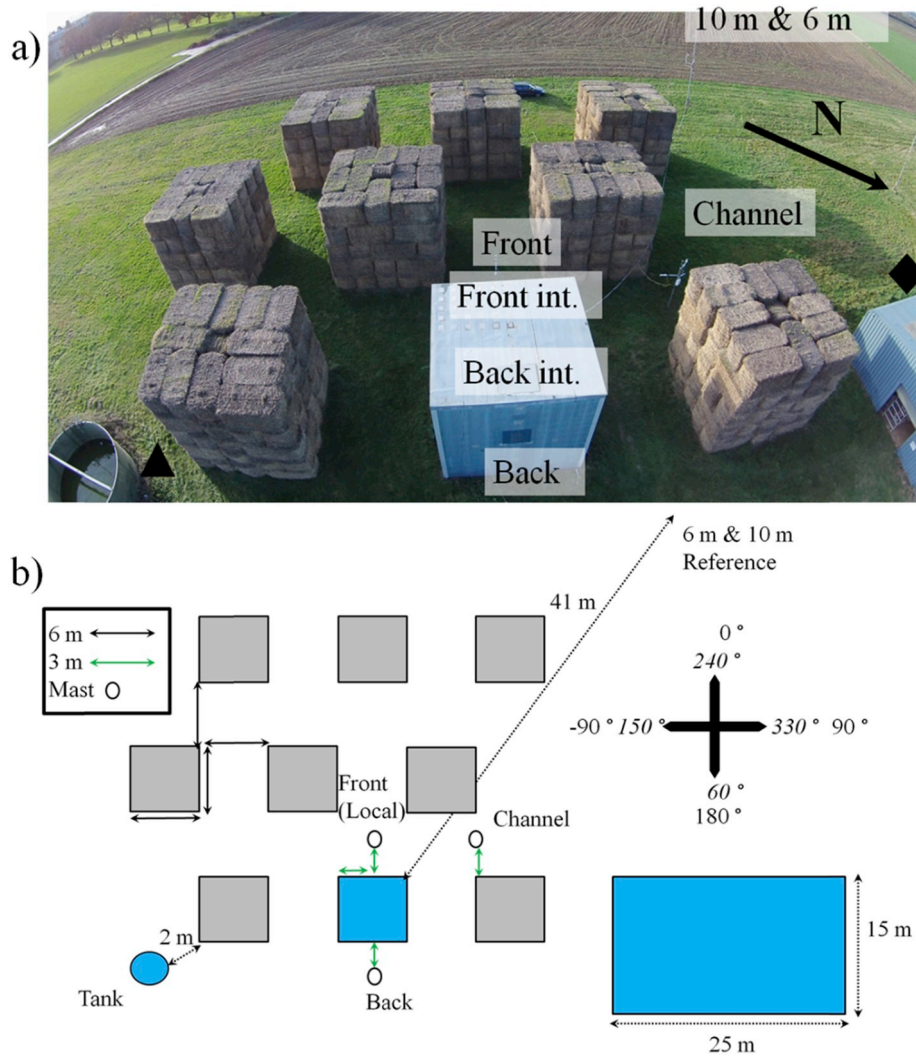 a)
10 m & 6 m
N
Channel
Front
Front int.
Back int.
Back
b)
6 m & 10 m
Reference
41 m
6 m
3 m
Mast
0 °
240 °
-90 ° 150 ° 330 ° 90 °
60 °
180 °
Front
(Local)
Channel
2 m
15 m
Tank
Back
25 m